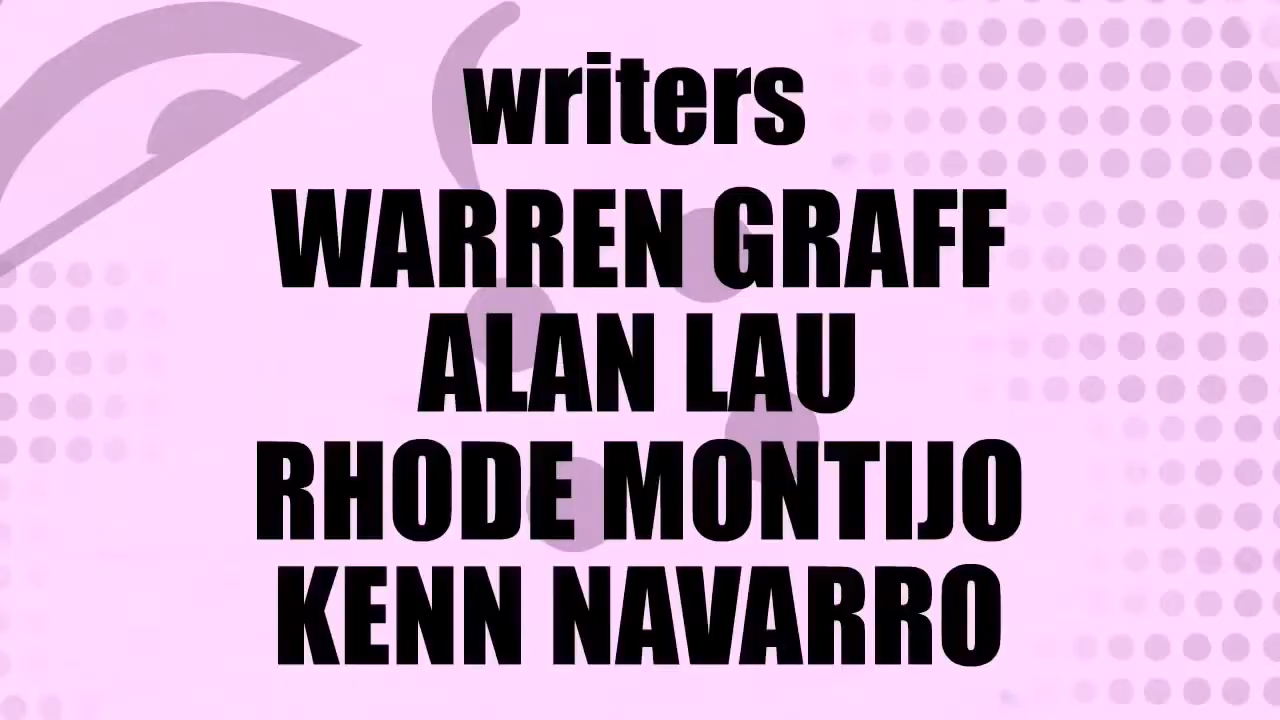 writers
WARREN GRAFF
ALAN LAU
RHODE MONTIJO
KENN NAVARRO